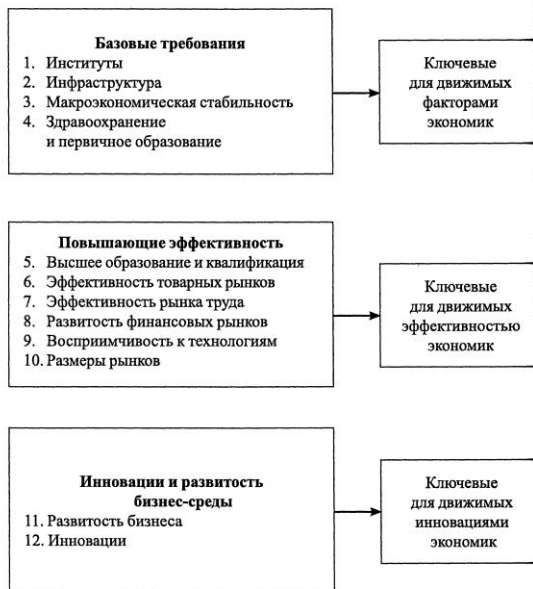 Базовые требования
1. Институты
2. Инфраструктура
3. Макроэкономическая стабильность
4. Здравоохранение
и первичное образование
Ключевые
для движимых
факторами
экономик
Повышающие эффективность
5. Высшее образование и квалификация
6. Эффективность товарных рынков
7. Эффективность рынка труда
8. Развитость финансовых рынков
9. Восприимчивость к технологиям
10. Размеры рынков
Ключевые
для движимых
эффективностью
экономик
Инновации и развитость
бизнес-среды
11. Развитость бизнеса
12. Инновации
Ключевые
для движимых
инновациями
экономик